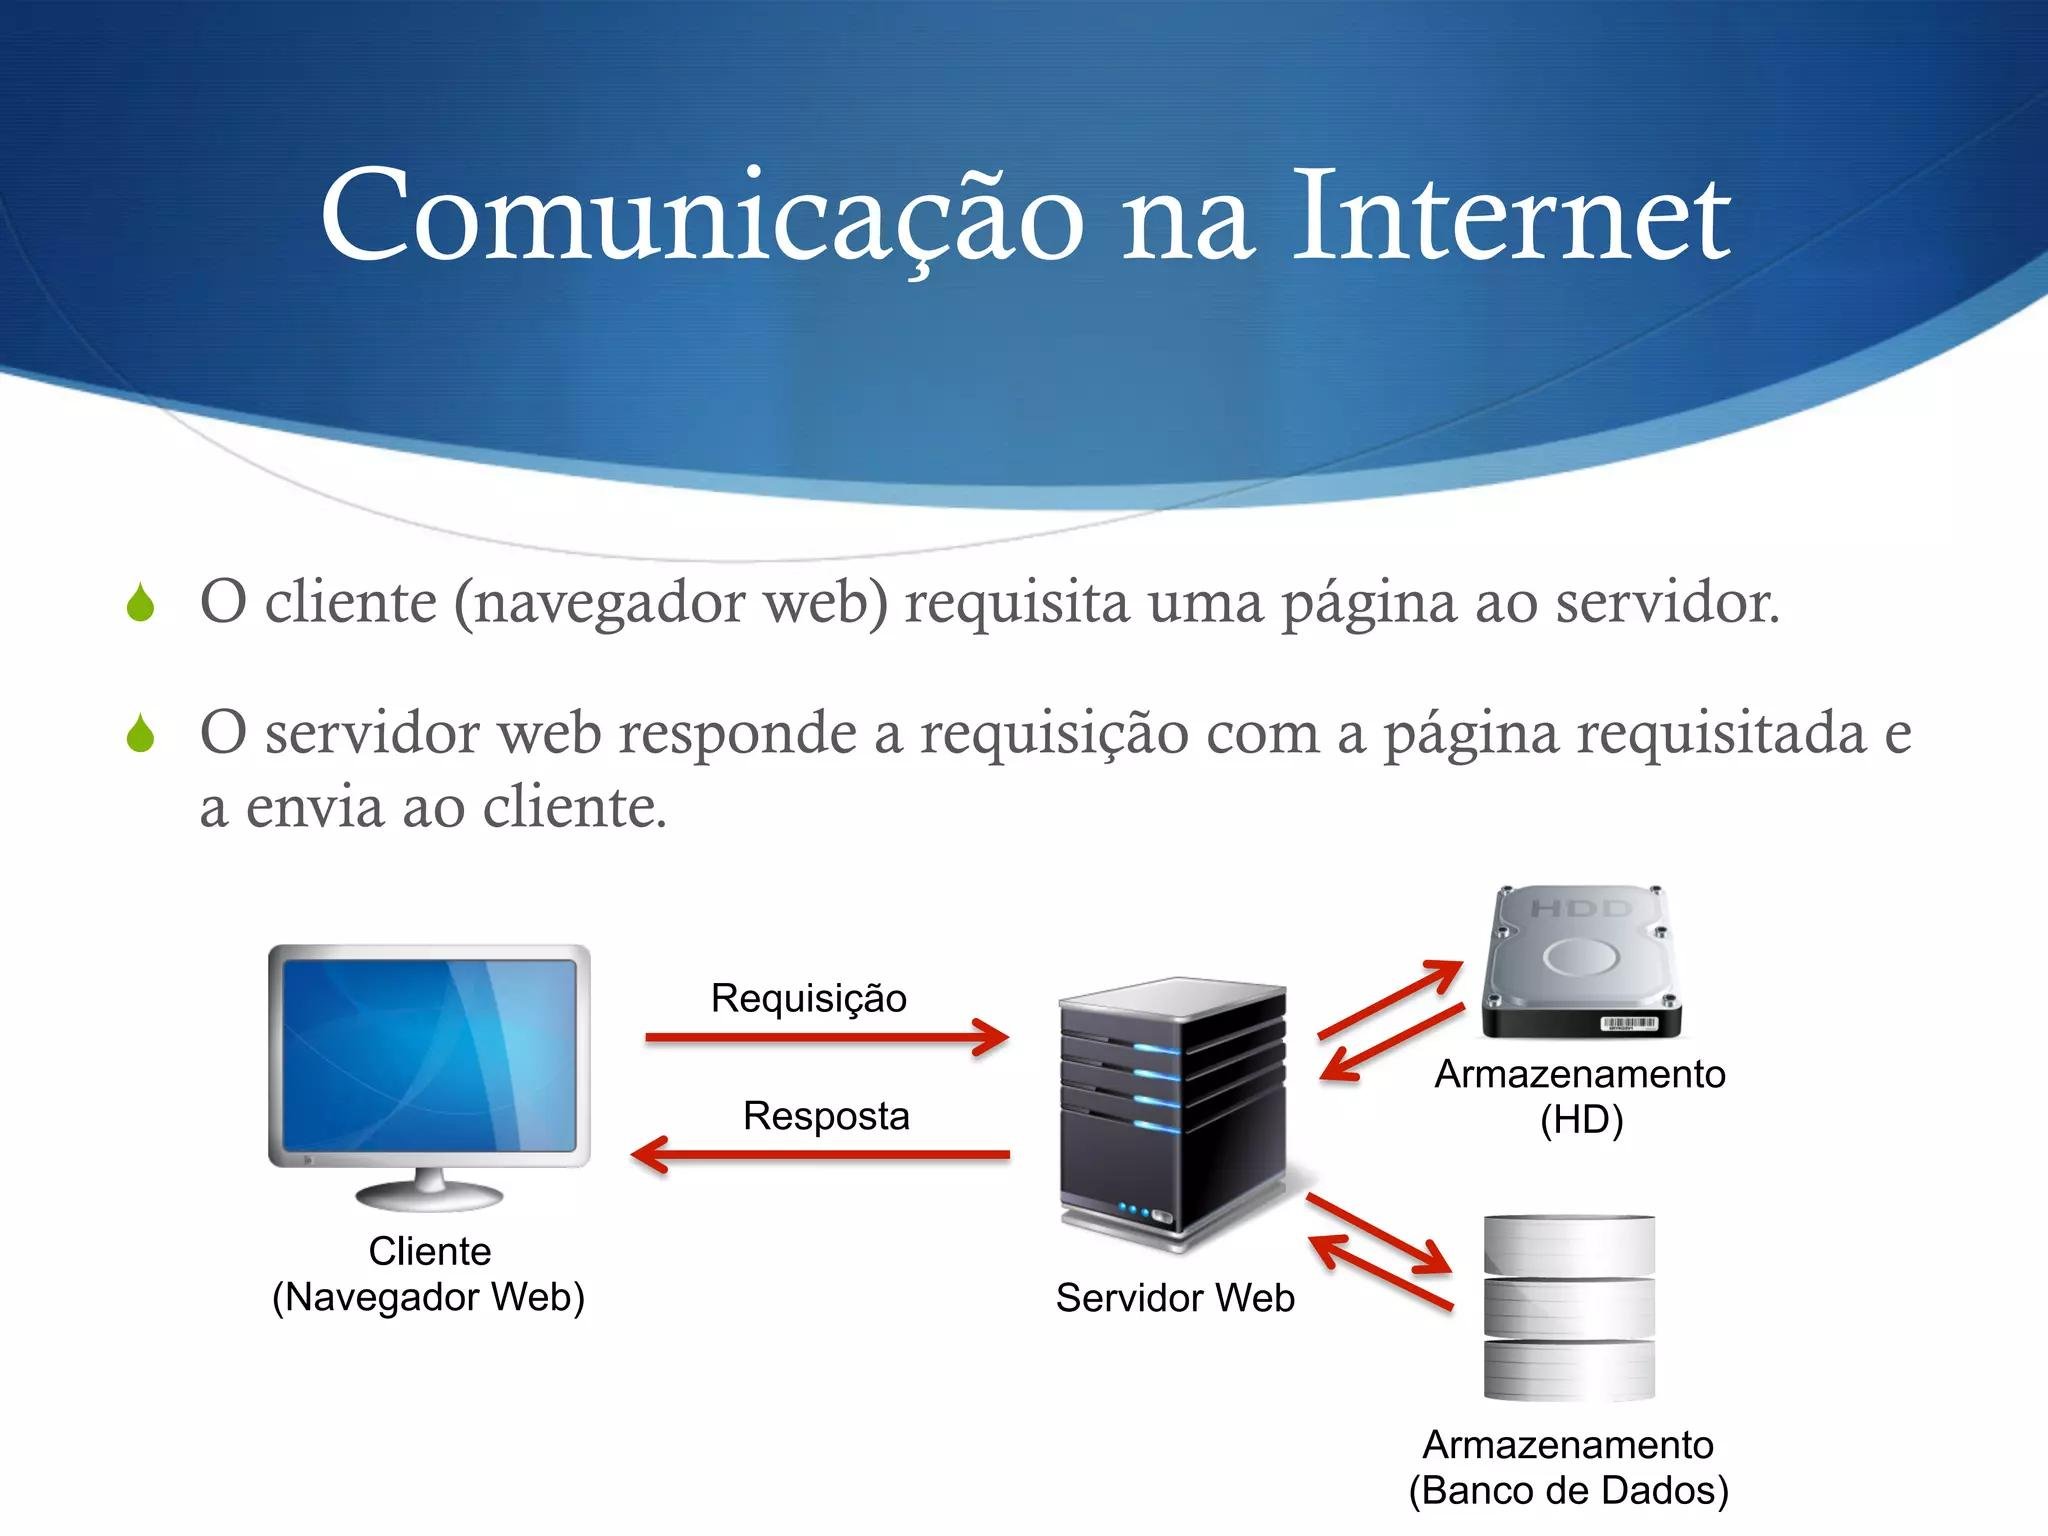 Comunicação na Internet
O cliente (navegador web) requisita uma página ao servidor.
O servidor web responde a requisição com a página requisitada e
a envia ao cliente.
HDD
Requisição
Armazenamento
(HD)
Resposta
Cliente
(Navegador Web)
Servidor Web
Armazenamento
(Banco de Dados)